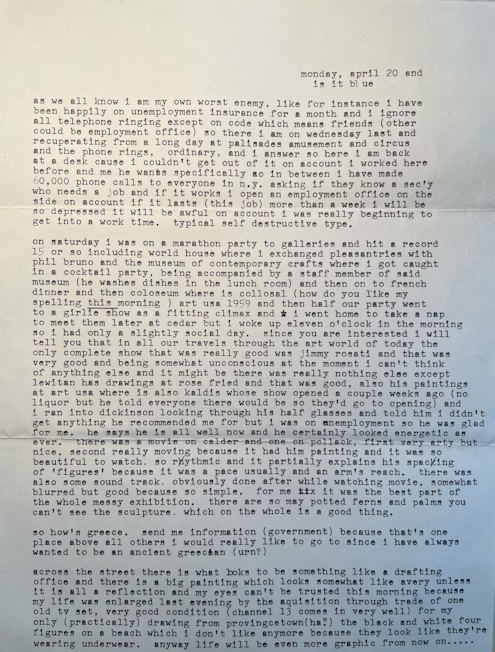 monday, april 20 and
is it blue
as we all know i am my own worst enemy, like for instance i have
been happily on unemployment insurance for a month and i ignore
all telephone ringing except on code which means friends (other
could be employment office) so there i am on wednesday last and
recuperating from a long day at palisades amusement and circus
and the phone rings, ordinary, and i answer so here i am back
at a desk cause i couldn't get out of it on account i worked here
before and me he wants specifically ao in between i have made
60,000 phone calls to everyone in n.y. asking if they know a sec'y
who needs a job and if it works i open an employment office on the
side on account if it lasts (this job) more than a week i will be
so depressed it will be awful on account i was really beginning to
get into a work time. typical self destructive type.
on saturday i was on a marathon party to galleries and hit a record
15 or so including world house where i exchanged pleasantries with
phil bruno and the museum of contemporary crafts where i got caught
in a cocktail party, being accompanied by a staff member of said
museum (he washes dishes in the lunch room) and then on to french
dinner and then coloseum where is collosal (how do you like my
spelling this morning ) art usa 1959 and then half our party went
to a girlie show as a fitting climax and i went home to take a nap
to meet them later at cedar but i woke up eleven o'clock in the morning
so i had only a slightly social day. since you are interested i will
tell you that in all our travels through the art world of today the
only complete show that was really good was jimmy rosati and that was
very good and being somewhat unconscious at the moment i can't think
of anything else and it might be there was really nothing else except
lewitan has drawings at rose fried and that was good, also his paintings
at art usa where is also kaldis whose show opened a couple weeks ago (no
liquor but he told everyone there would be so they'd go to opening) and
i ran into dickinson looking through his half glasses and told him i didn't
get anything he recommended me for but i was on unemployment so he was glad
for me. he says he is all well now and he certainly looked energetic as
ever. there was a movie on calder and one on pollack, first very arty but
nice, second really moving because it had him painting and it was so
beautiful to watch. so rhythmic and it partially explains his spacking
of 'figures' because it was a pace usually and an arm's reach. there was
also some sound track, obviously done after while watching movie, somewhat
blurred but good because so simple. for me it was the best part of
the whole messy exhibition. there are so may potted ferns and palms you
can't see the sculpture. which on the whole is a good thing.
so how's greece. send me information (government) because that's one
place above all others i would really like to go to since i have always
wanted to be an ancient greceian (urn?)
across the street there is what looks to be something like a drafting
office and there is a big painting which looks somewhat like avery unless
it is all a reflection and my eyes can't be trusted this morning because
my life was enlarged last evening by the aquisition through trade of one
old tv set, very good condition (channel 13 comes in very well) for my
only (practically) drawing from provincetown(ha!) the black and white four
figures on a beach which i don't like anymore because they look like they're
wearing underwear. anyway life will be even more graphic from now on.....